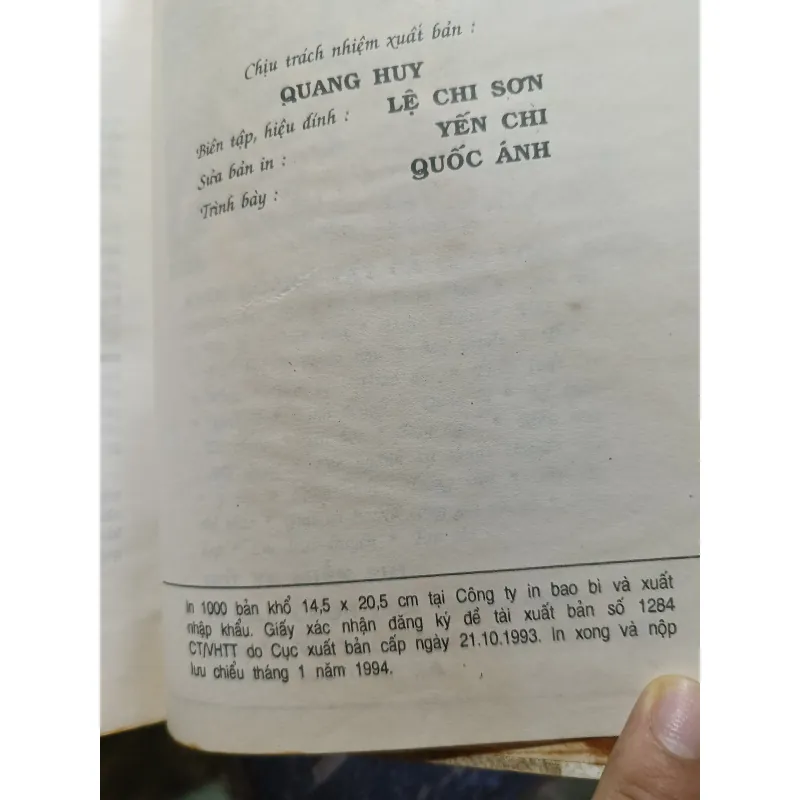 Chịu trách nhiệm xuất bản :
QUANG HUY
Biên tập, hiệu đính : LỆ CHI SƠN
Sửa bản in : YẾN CHI
Trình bày : QUỐC ÁNH
In 1000 bản khổ 14,5 x 20,5 cm tại Công ty in bao bì và xuất
nhập khẩu. Giấy xác nhận đăng ký để tài xuất bản số 1284
CT/VHTT do Cục xuất bản cấp ngày 21.10.1993. In xong và nộp
lưu chiểu tháng 1 năm 1994.